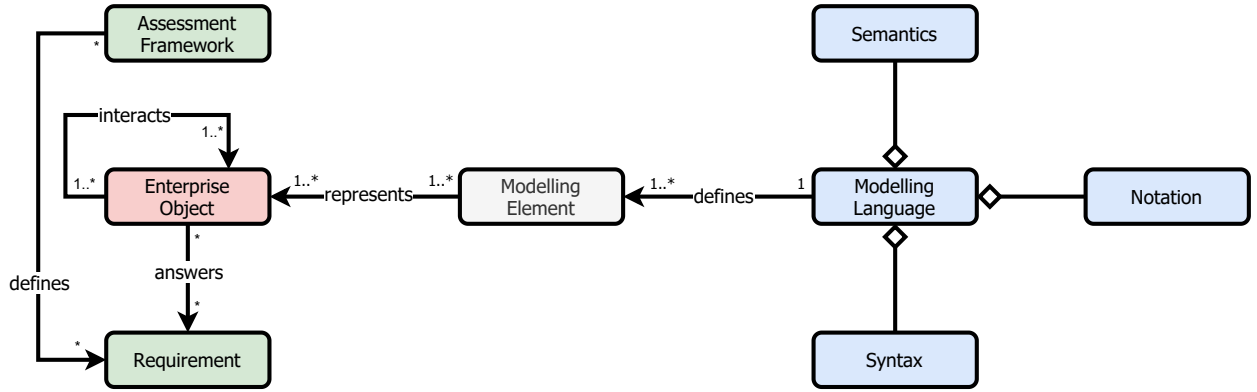 Assessment
Framework
*
Semantics
interacts
1..*
1..*
Enterprise
Object
1..*
represents
1..*
Modelling
Element
1..*
defines
1
Modelling
Language
Notation
*
answers
*
defines
*
Requirement
Syntax